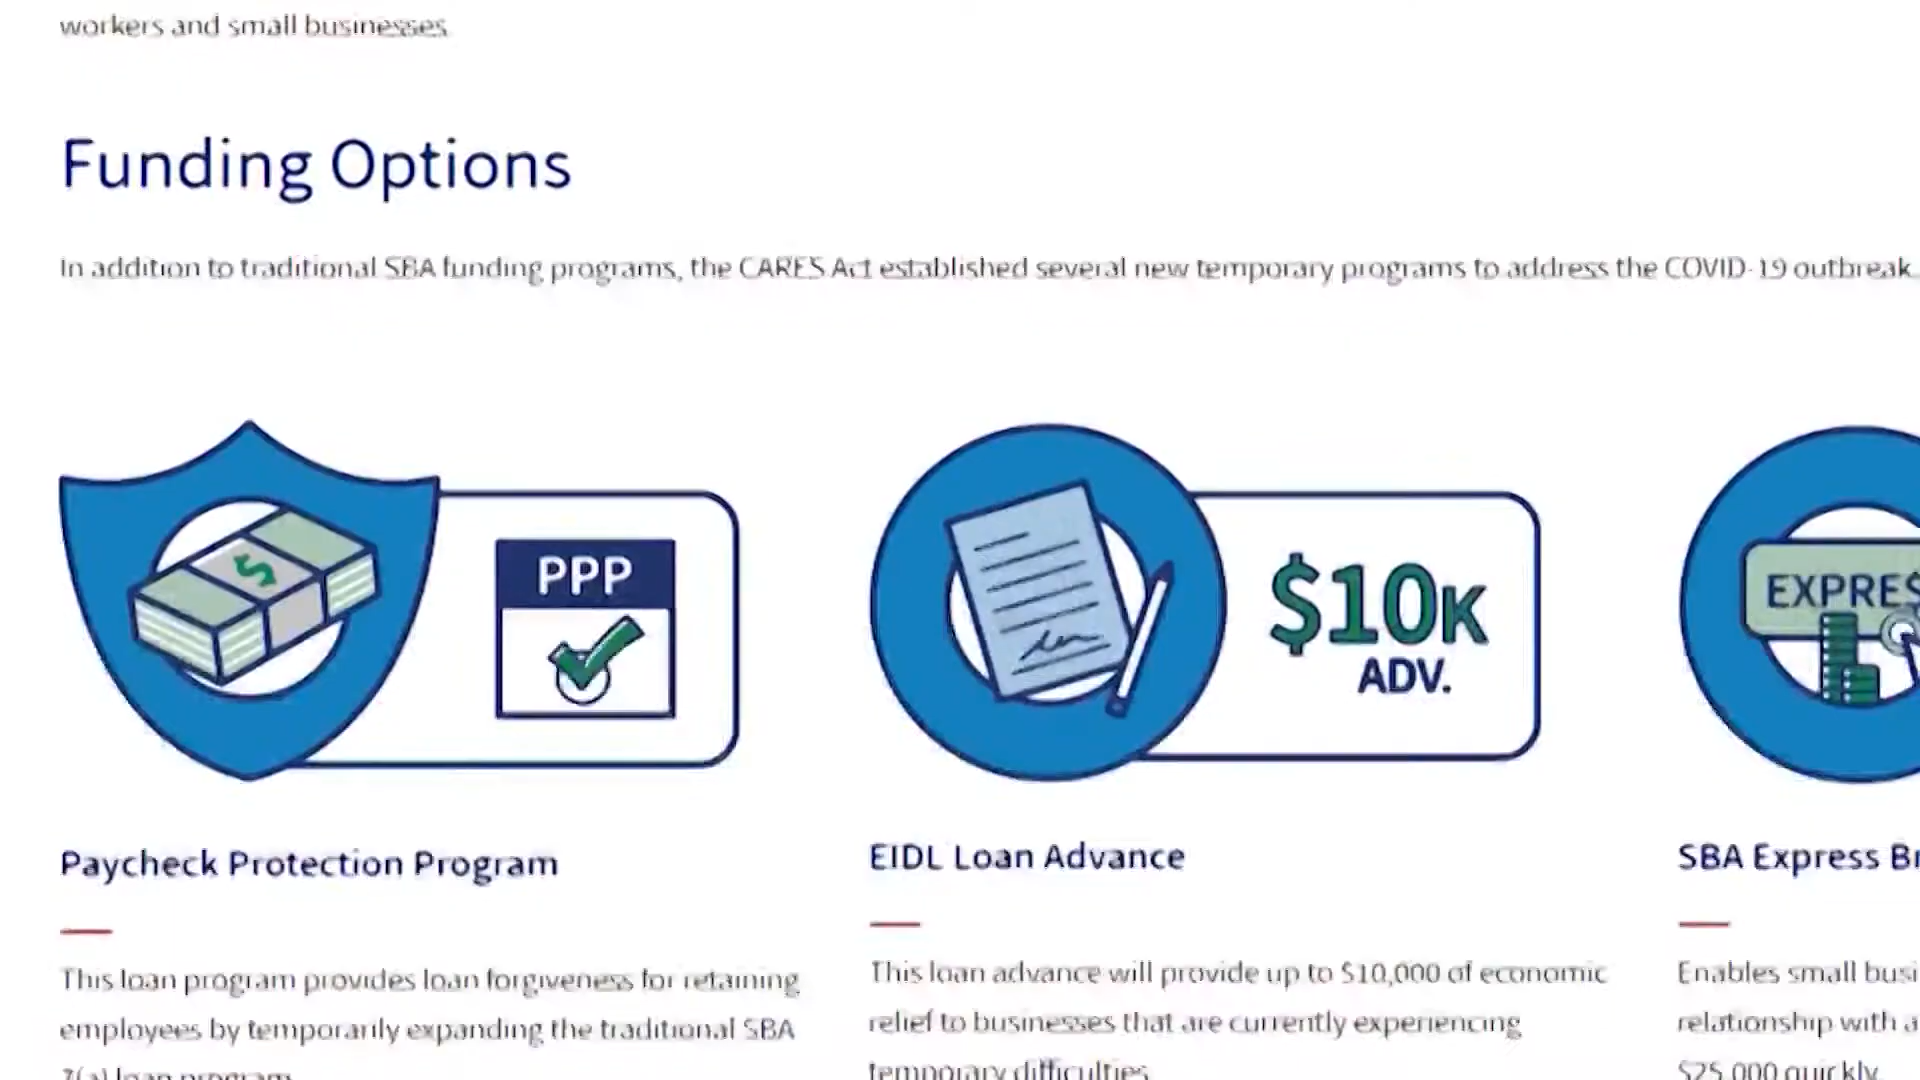 workers and small businesses
Funding Options
In addition to traditional SBA funding programs, the CARES Act established several new temporary programs to address the COVID-19 outbreak.
PPP
$
$10K
ADV.
EXPRES
Paycheck Protection Program
EIDL Loan Advance
SBA Express Br
This loan program provides loan forgiveness for retaining
employees by temporarily expanding the traditional SBA
7(a) loan program
This loan advance will provide up to $10,000 of economic
relief to businesses that are currently experiencing
temporary difficulties
Enables small busi
relationship with a
$25,000 quickly.